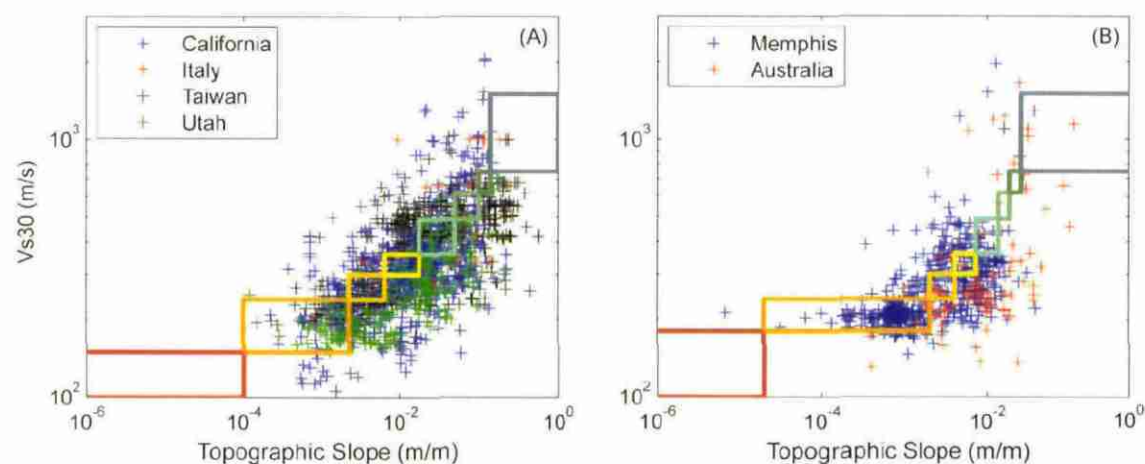 (A)
California
Italy
Taiwan
Utah
Vs30 (m/s)
10^3
10^2
10^-6
10^-4
10^-2
10^0
Topographic Slope (m/m)
(B)
Memphis
Australia
10^3
10^2
10^-6
10^-4
10^-2
10^0
Topographic Slope (m/m)